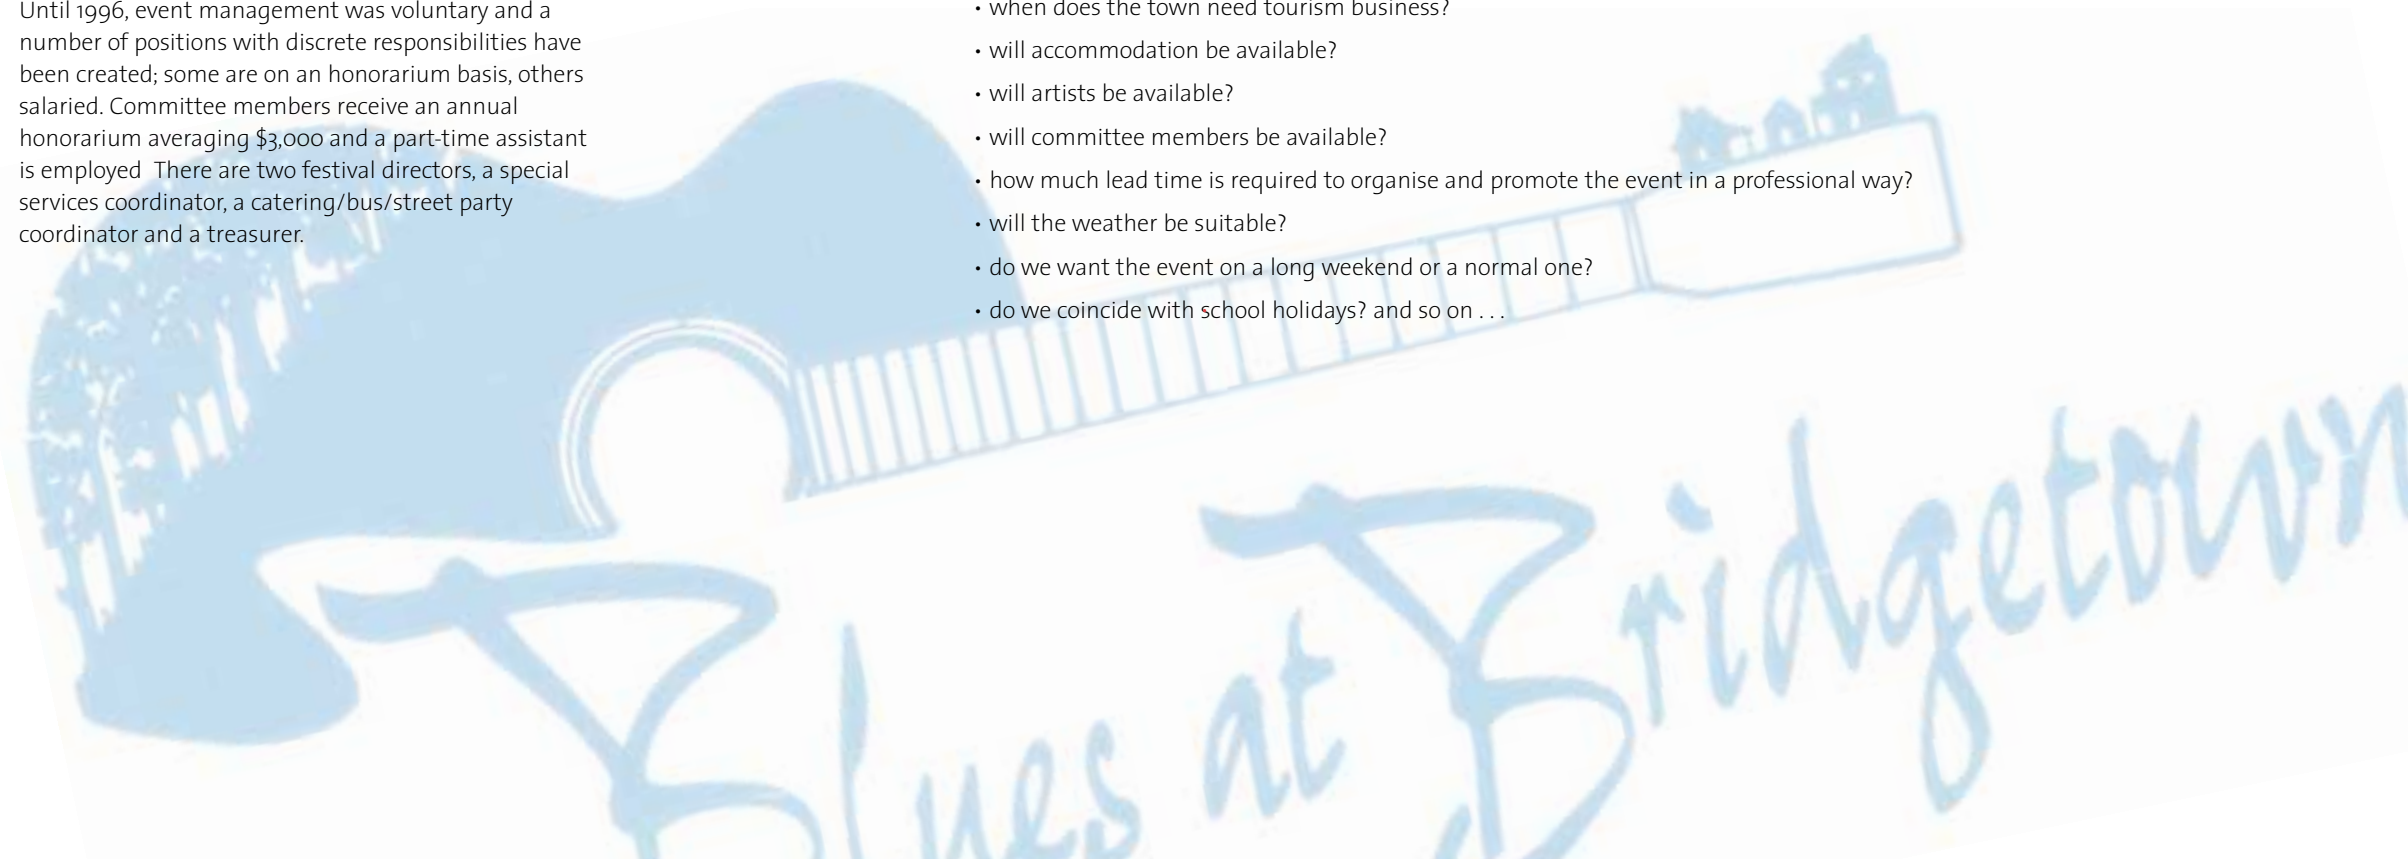 Until 1996, event management was voluntary and a
number of positions with discrete responsibilities have
been created; some are on an honorarium basis, others
salaried. Committee members receive an annual
honorarium averaging $3,000 and a part-time assistant
is employed  There are two festival directors, a special
services coordinator, a catering/bus/street party
coordinator and a treasurer.
• when does the town need tourism business?
• will accommodation be available?
• will artists be available?
• will committee members be available?
• how much lead time is required to organise and promote the event in a professional way?
• will the weather be suitable?
• do we want the event on a long weekend or a normal one?
• do we coincide with school holidays? and so on . . .
Blues at Bridgetown